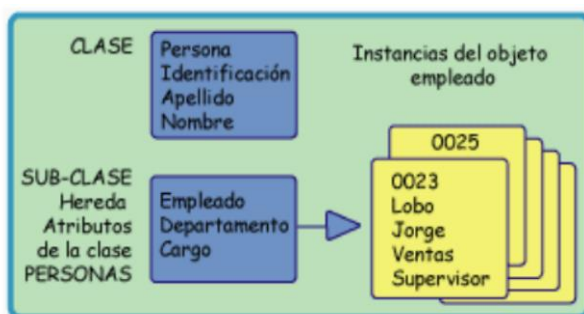 CLASE
Persona
Identificación
Apellido
Nombre
Instancias del objeto
empleado
SUB-CLASE
Hereda
Atributos
de la clase
PERSONAS
Empleado
Departamento
Cargo
0025
0023
Lobo
Jorge
Ventas
Supervisor